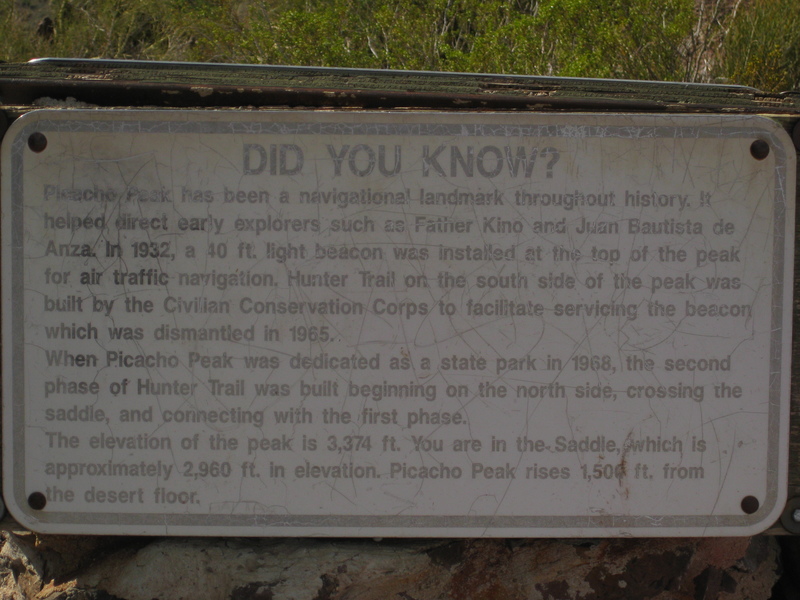 DID YOU KNOW?
Picacho Peak has been a navigational landmark throughout history. It
helped direct early explorers such as Father Kino and Juan Bautista de
Anza. In 1932, a 40 ft. light beacon was installed at the top of the peak
for air traffic navigation. Hunter Trail on the south side of the peak was
built by the Civilian Conservation Corps to facilitate servicing the beacon
which was dismantled in 1965.
When Picacho Peak was dedicated as a state park in 1968, the second
phase of Hunter Trail was built beginning on the north side, crossing the
saddle, and connecting with the first phase.
The elevation of the peak is 3,374 ft. You are in the Saddle, which is
approximately 2,960 ft. in elevation. Picacho Peak rises 1,500 ft. from
the desert floor.